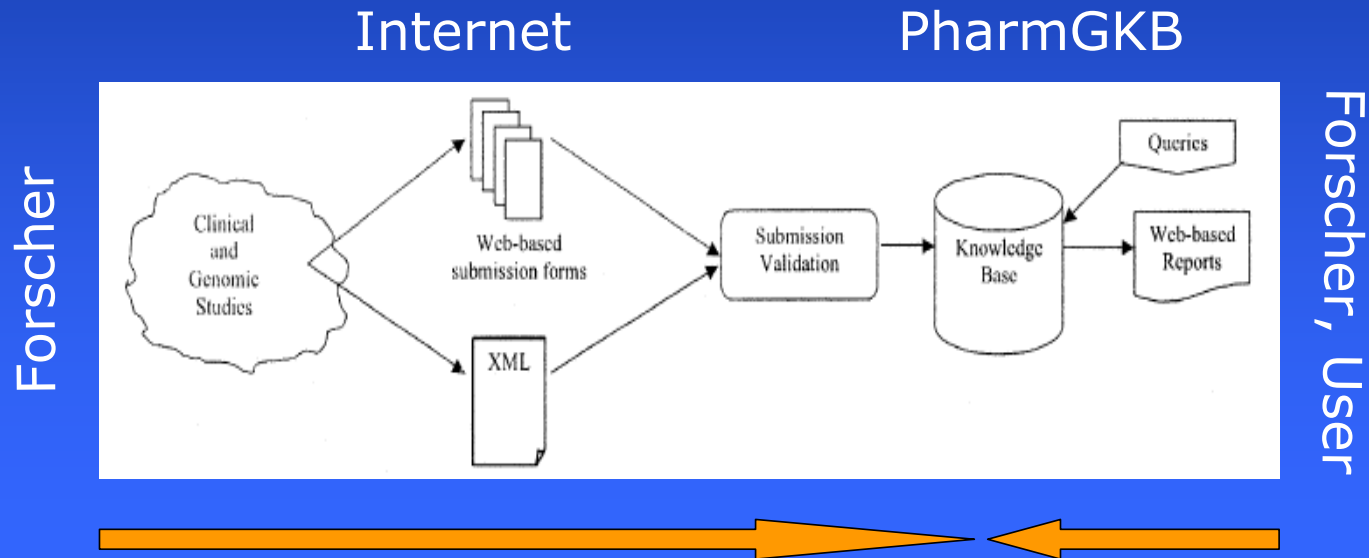 Internet
PharmGKB
Forscher
Clinical
and
Genomic
Studies
Web-based
submission forms
XML
Submission
Validation
Knowledge
Base
Queries
Web-based
Reports
Forscher, User